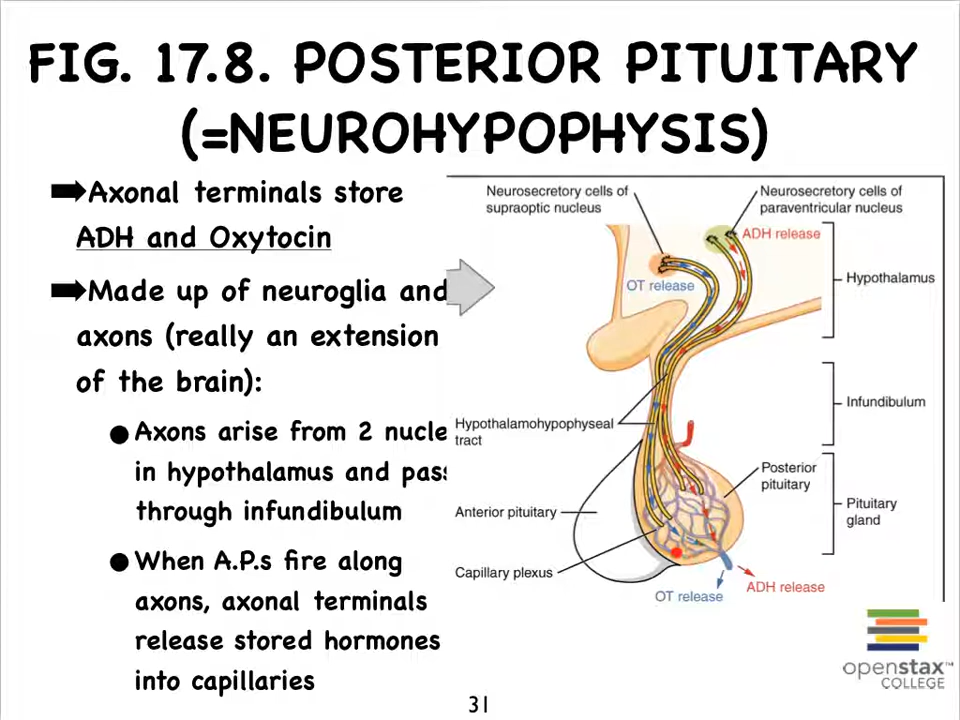 FIG. 17.8. POSTERIOR PITUITARY
(=NEUROHYPOPHYSIS)
Axonal terminals store
ADH and Oxytocin
Made up of neuroglia and
axons (really an extension
of the brain):
Axons arise from 2 nucle
in hypothalamus and pas
through infundibulum
When A.P.s fire along
axons, axonal terminals
release stored hormones
into capillaries
Neurosecretory cells of
supraoptic nucleus
Neurosecretory cells of
paraventricular nucleus
ADH release
OT release
Hypothalamus
Infundibulum
Hypothalamohypophyseal
tract
Posterior
pituitary
Anterior pituitary
Pituitary
gland
Capillary plexus
OT release
ADH release
openstax™
COLLEGE
31